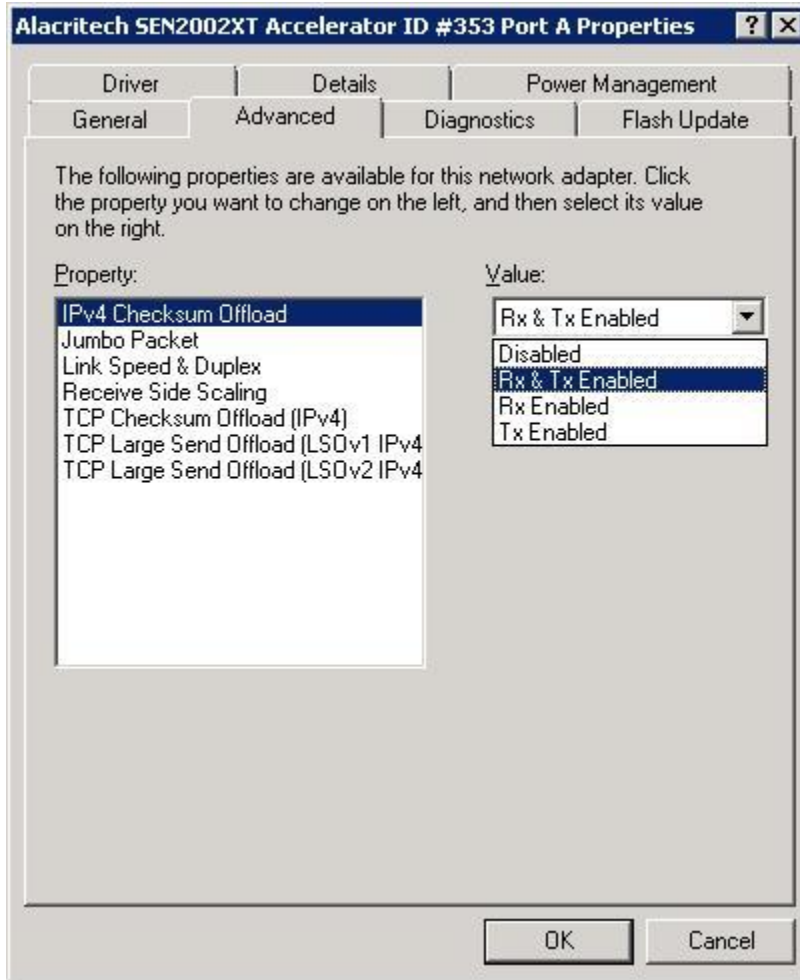 Alacritech SEN2002XT Accelerator ID #353 Port A Properties
Driver Details Power Management
General Advanced Diagnostics Flash Update
The following properties are available for this network adapter. Click
the property you want to change on the left, and then select its value
on the right.
Property:
IPv4 Checksum Offload
Jumbo Packet
Link Speed & Duplex
Receive Side Scaling
TCP Checksum Offload (IPv4)
TCP Large Send Offload (LSOv1 IPv4
TCP Large Send Offload (LSOv2 IPv4
Value:
Rx & Tx Enabled
Disabled
Rx & Tx Enabled
Rx Enabled
Tx Enabled
OK Cancel